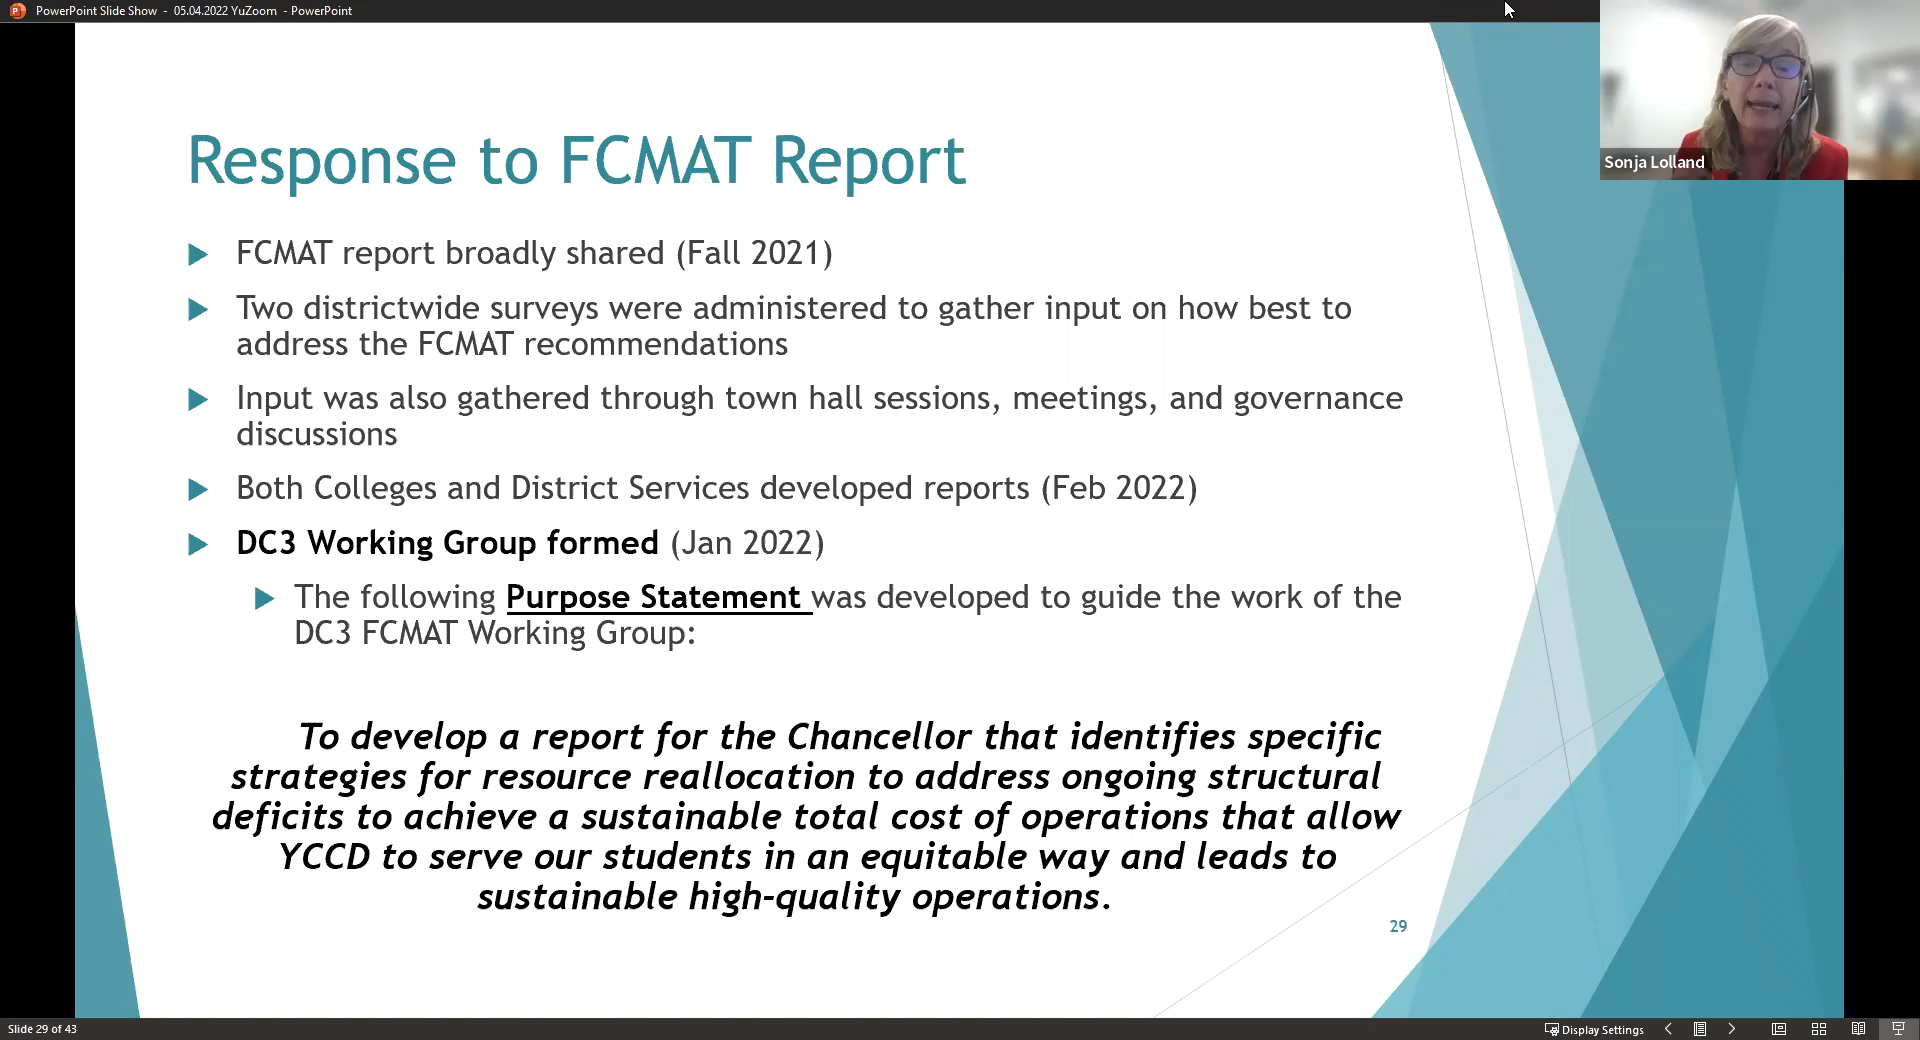 PowerPoint Slide Show - 05.04.2022 YuZoom - PowerPoint
Sonja Lolland
Response to FCMAT Report
FCMAT report broadly shared (Fall 2021)
Two districtwide surveys were administered to gather input on how best to
address the FCMAT recommendations
Input was also gathered through town hall sessions, meetings, and governance
discussions
Both Colleges and District Services developed reports (Feb 2022)
DC3 Working Group formed (Jan 2022)
The following Purpose Statement was developed to guide the work of the
DC3 FCMAT Working Group:
To develop a report for the Chancellor that identifies specific
strategies for resource reallocation to address ongoing structural
deficits to achieve a sustainable total cost of operations that allow
YCCD to serve our students in an equitable way and leads to
sustainable high-quality operations.
29
Slide 29 of 43
Display Settings